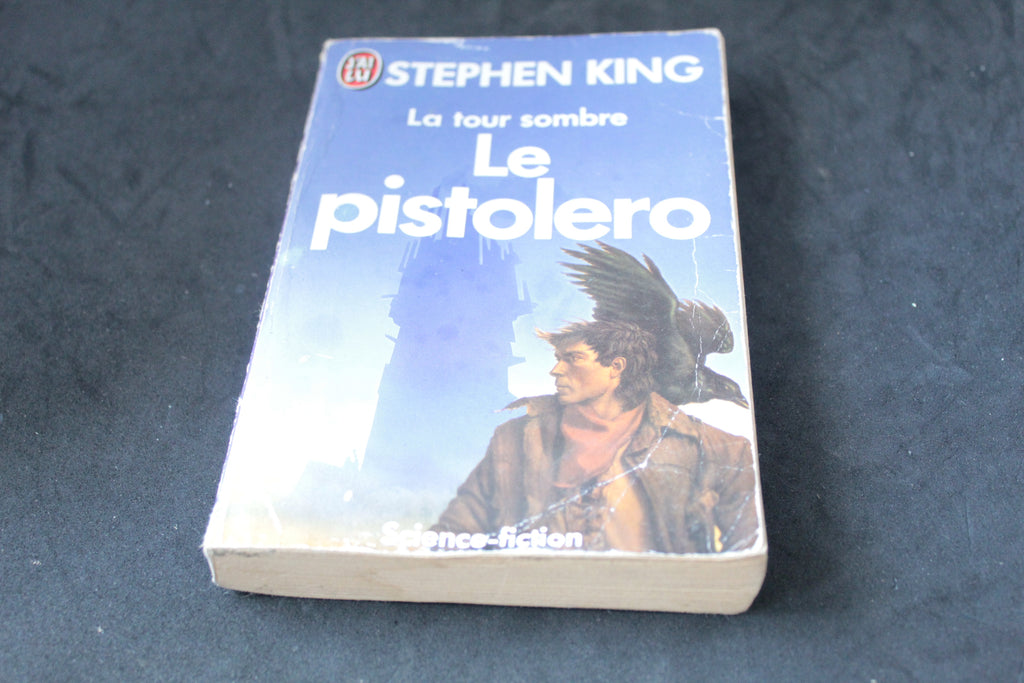 J'AI
LU
STEPHEN KING
La tour sombre
Le
pistolero
Science-fiction